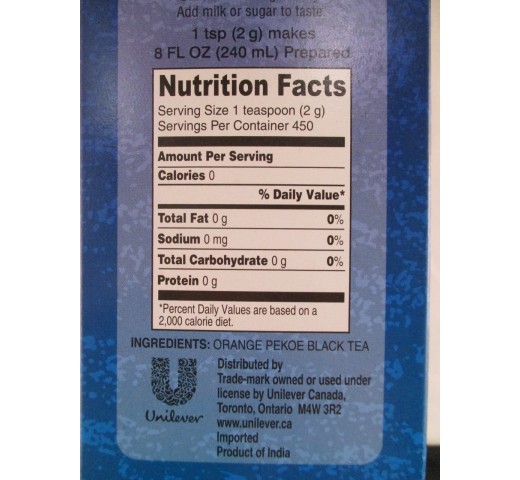 Add milk or sugar to taste.
1 tsp (2 g) makes
8 FL OZ (240 mL) Prepared
Nutrition Facts
Serving Size 1 teaspoon (2 g)
Servings Per Container 450
Amount Per Serving
Calories 0
% Daily Value*
Total Fat 0 g 0%
Sodium 0 mg 0%
Total Carbohydrate 0 g 0%
Protein 0 g
*Percent Daily Values are based on a
2,000 calorie diet.
INGREDIENTS: ORANGE PEKOE BLACK TEA
Distributed by
Trade-mark owned or used under
license by Unilever Canada,
Toronto, Ontario M4W 3R2
www.unilever.ca
Imported
Product of India
Unilever